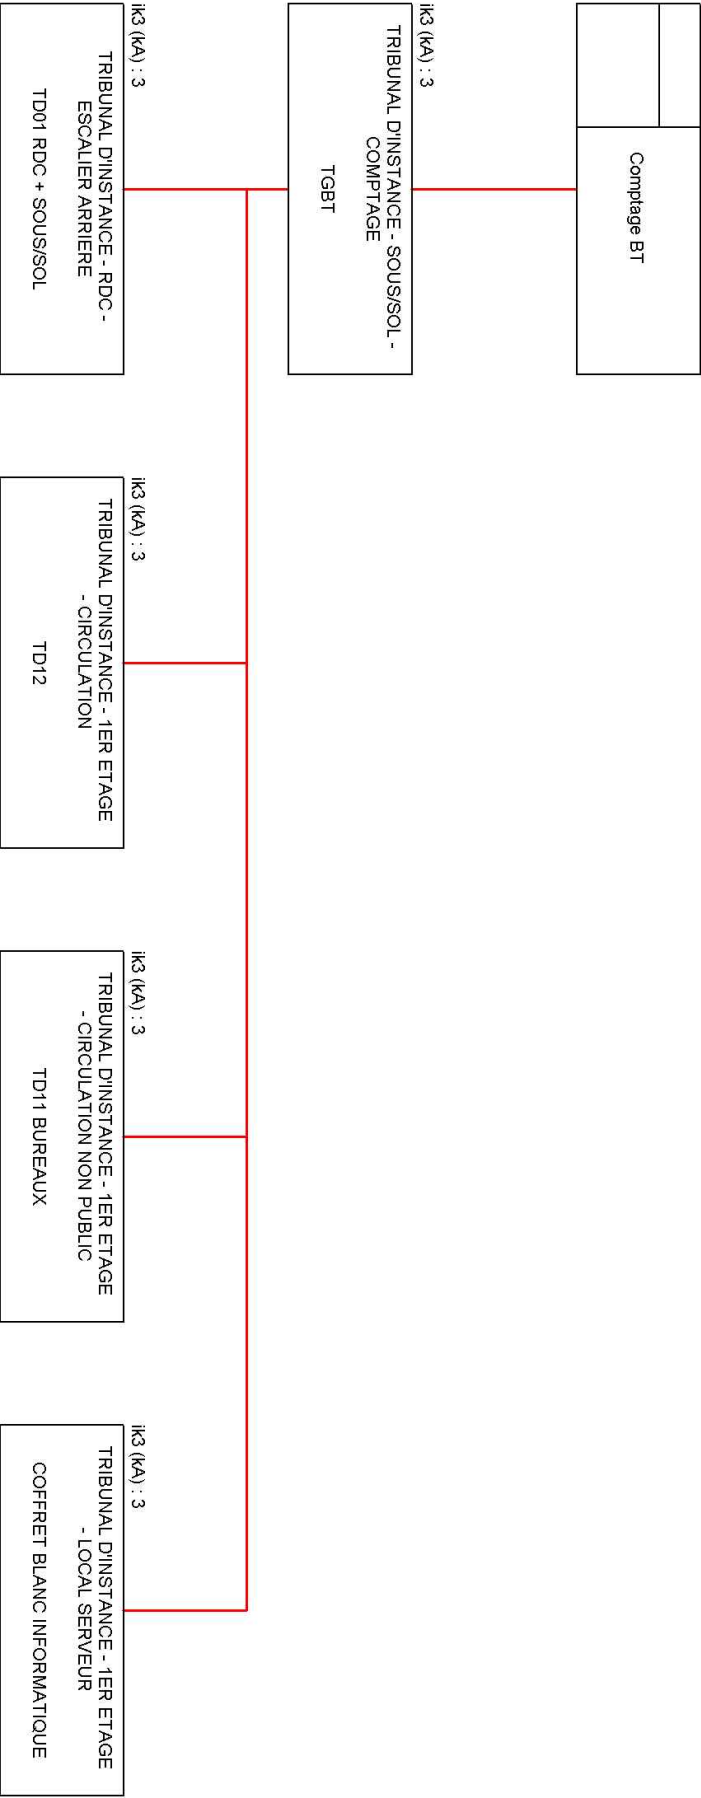 Comptage BT
ik3 (kA) : 3
TRIBUNAL D'INSTANCE - SOUS/SOL -
COMPTAGE
TGBT
ik3 (kA) : 3
TRIBUNAL D'INSTANCE - RDC -
ESCALIER ARRIERE
TD01 RDC + SOUS/SOL
ik3 (kA) : 3
TRIBUNAL D'INSTANCE - 1ER ETAGE
- CIRCULATION
TD12
ik3 (kA) : 3
TRIBUNAL D'INSTANCE - 1ER ETAGE
- CIRCULATION NON PUBLIC
TD11 BUREAUX
ik3 (kA) : 3
TRIBUNAL D'INSTANCE - 1ER ETAGE
- LOCAL SERVEUR
COFFRET BLANC INFORMATIQUE